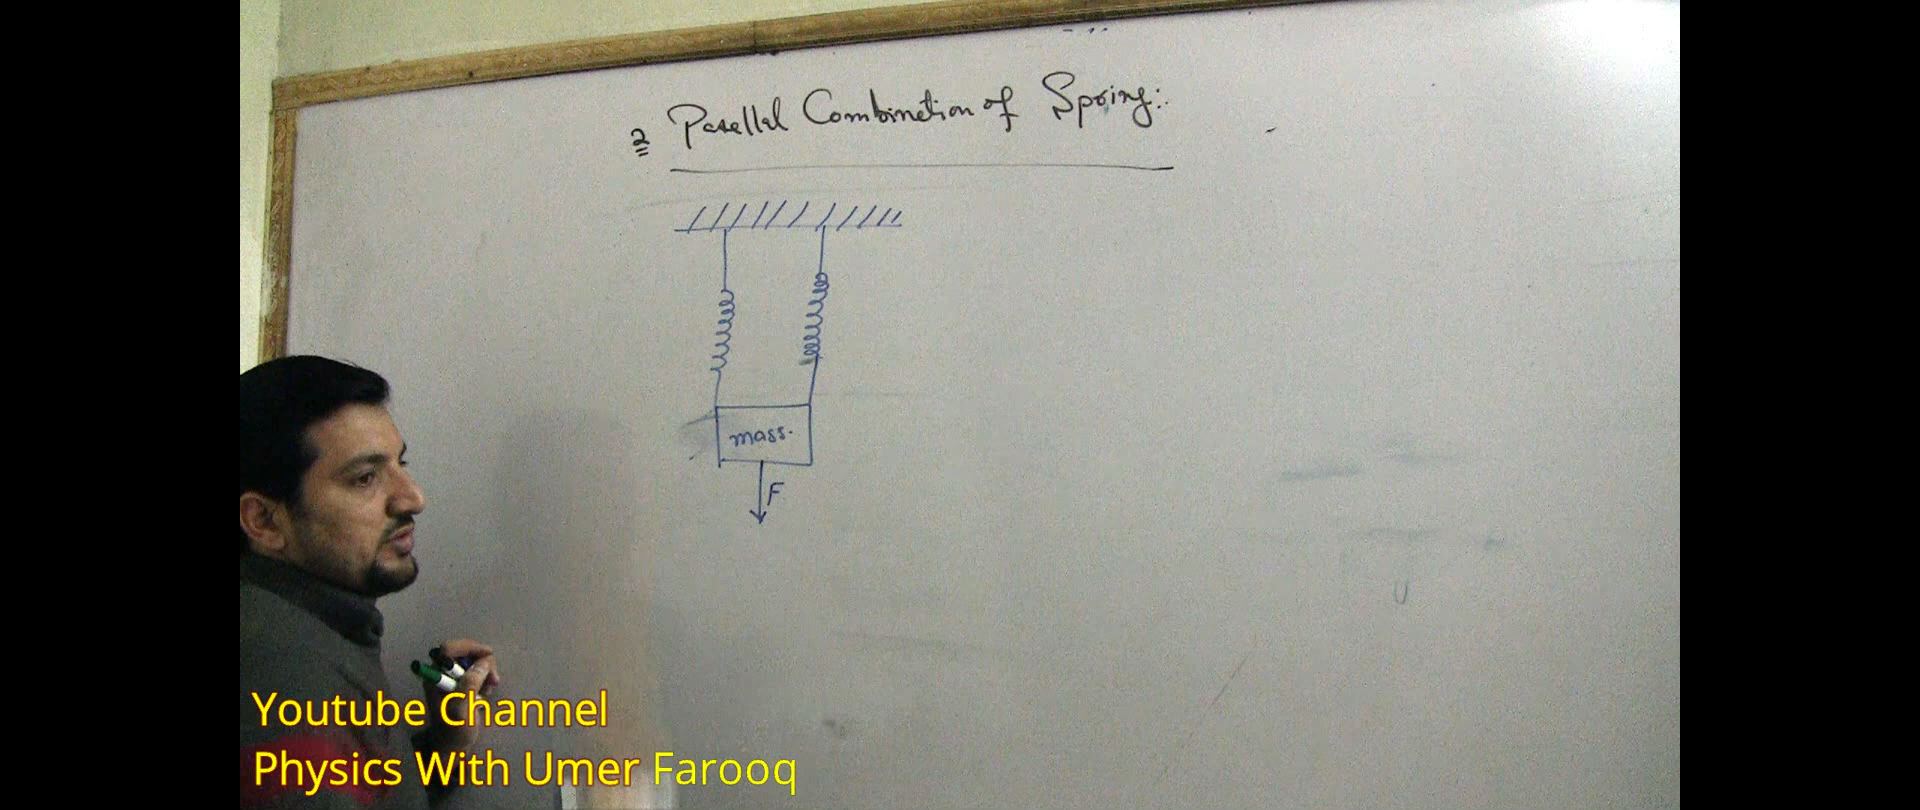 2 Parallel Combination of Spring:.
mass.
F
Youtube Channel
Physics With Umer Farooq